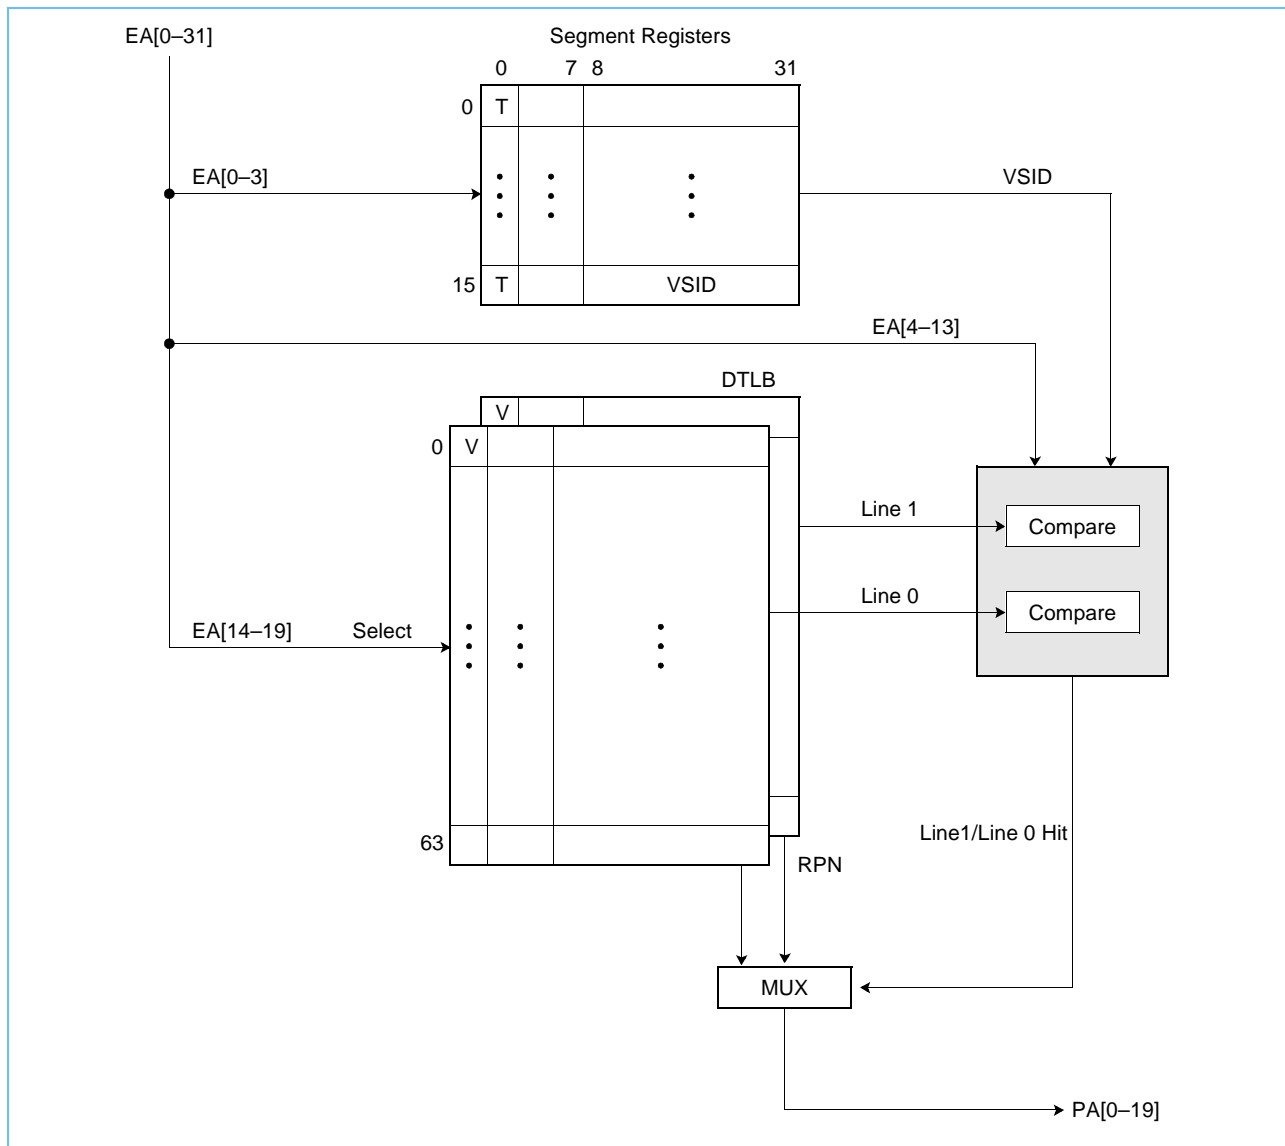 EA[0–31]
Segment Registers
0 7 8 31
0 T
EA[0–3]
VSID
15 T VSID
EA[4–13]
DTLB
V
0 V
Line 1
Compare
Line 0
Compare
EA[14–19] Select
63
Line1/Line 0 Hit
RPN
MUX
PA[0–19]